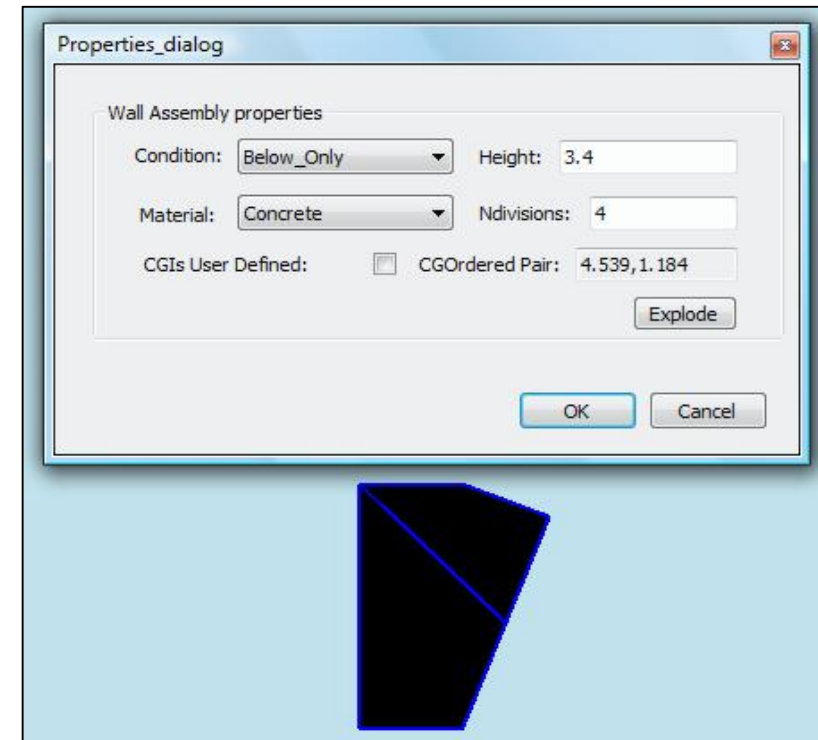 Properties_dialog
Wall Assembly properties
Condition: Below_Only Height: 3.4
Material: Concrete Ndivisions: 4
CGIs User Defined: CGOrdered Pair: 4.539,1.184
Explode
OK Cancel